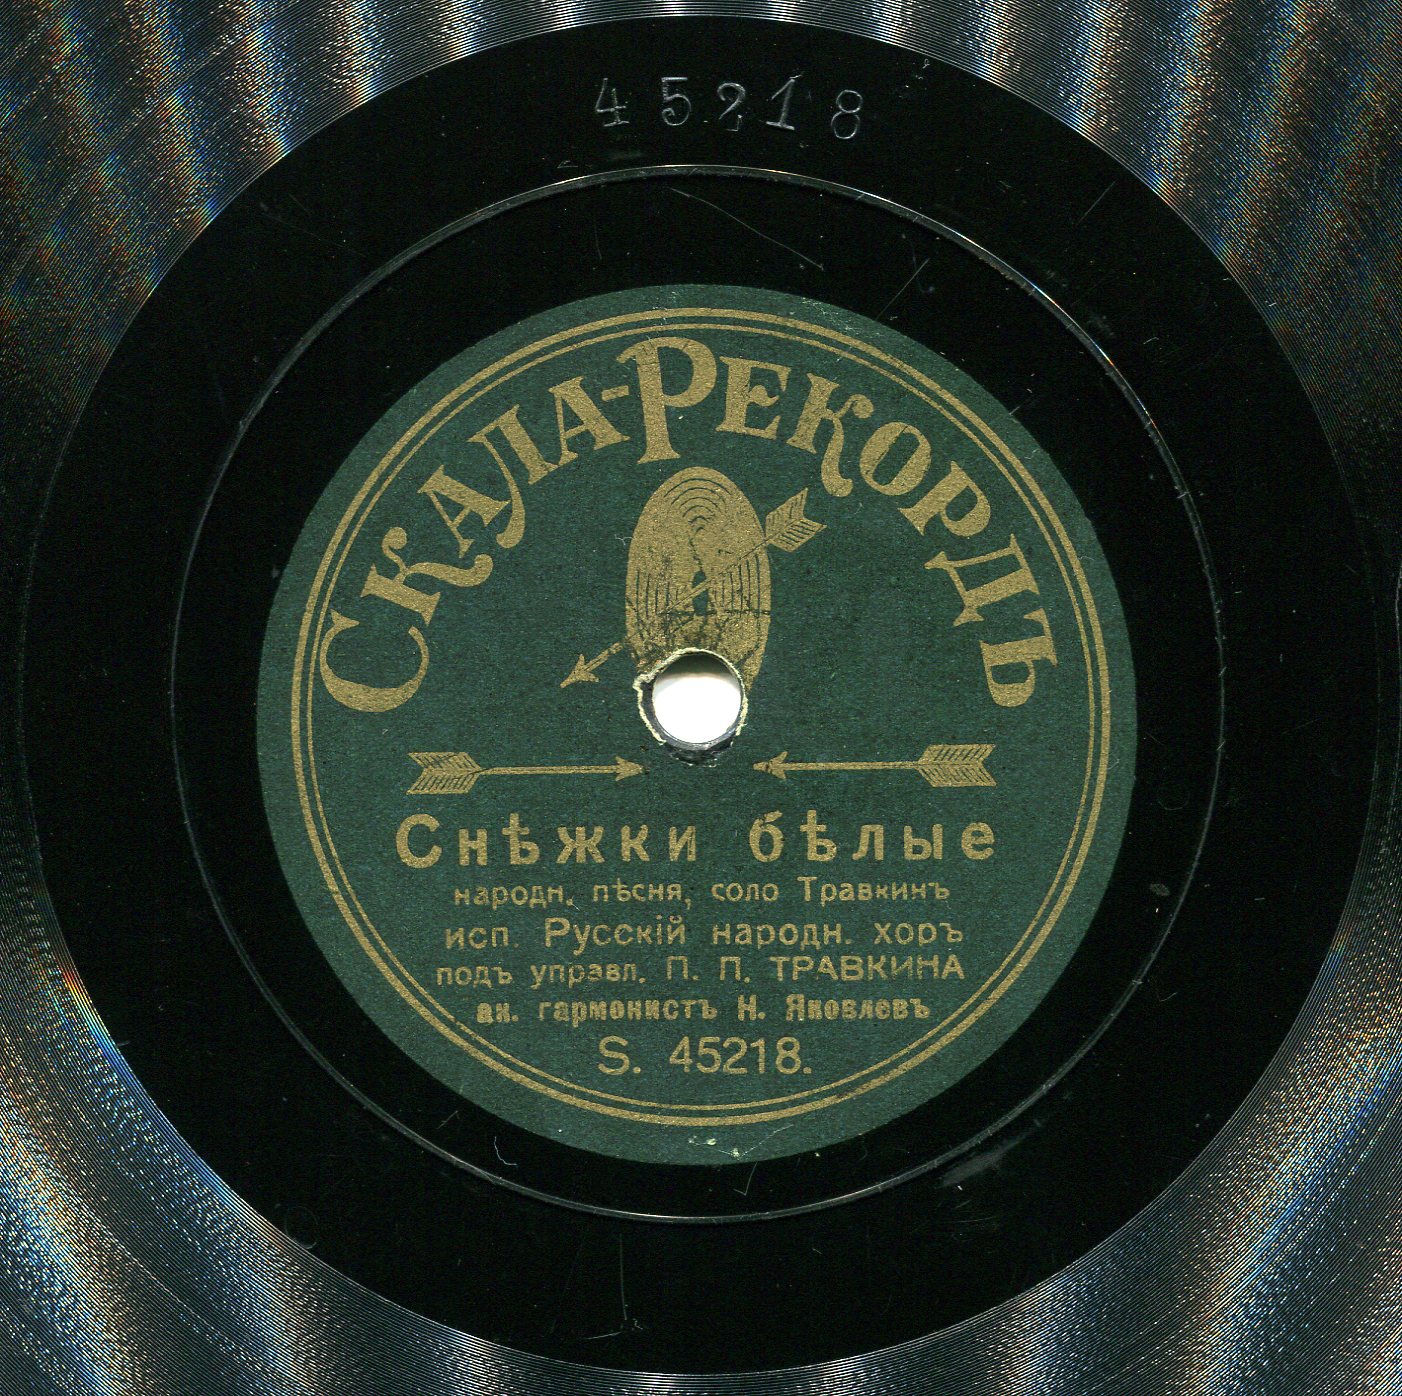 45218
СКАЛА-РЕКОРДЪ
Снѣжки бѣлые
народн. пѣсня, соло Травкинъ
исп. Русскій народн. хоръ
подъ управл. П. П. ТРАВКИНА
ак. гармонистъ Н. Яковлевъ
S. 45218.